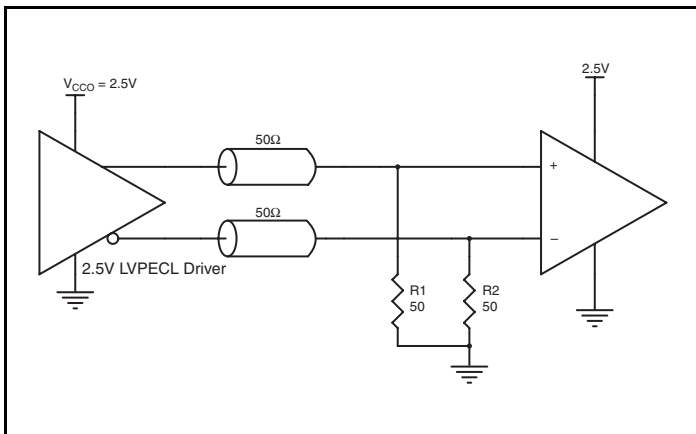 V_CCO = 2.5V
2.5V
50Ω
+
50Ω
–
2.5V LVPECL Driver
R1
50
R2
50